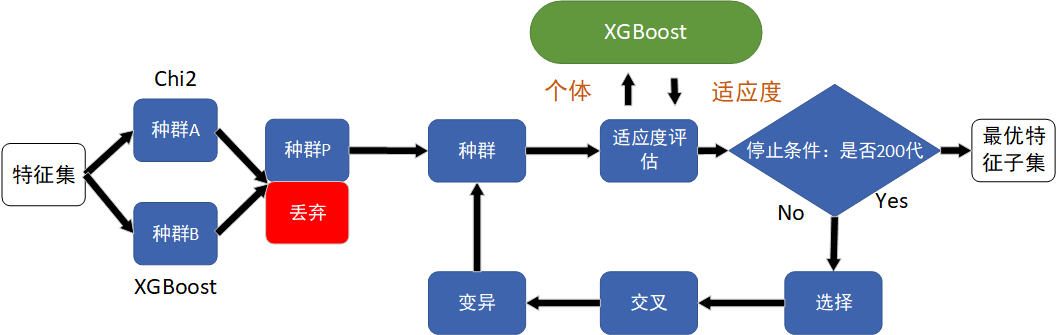 XGBoost
Chi2
个体
适应度
特征集
种群A
种群P
种群
适应度评
估
停止条件：是否200代
最优特
征子集
丢弃
种群B
No
Yes
XGBoost
变异
交叉
选择